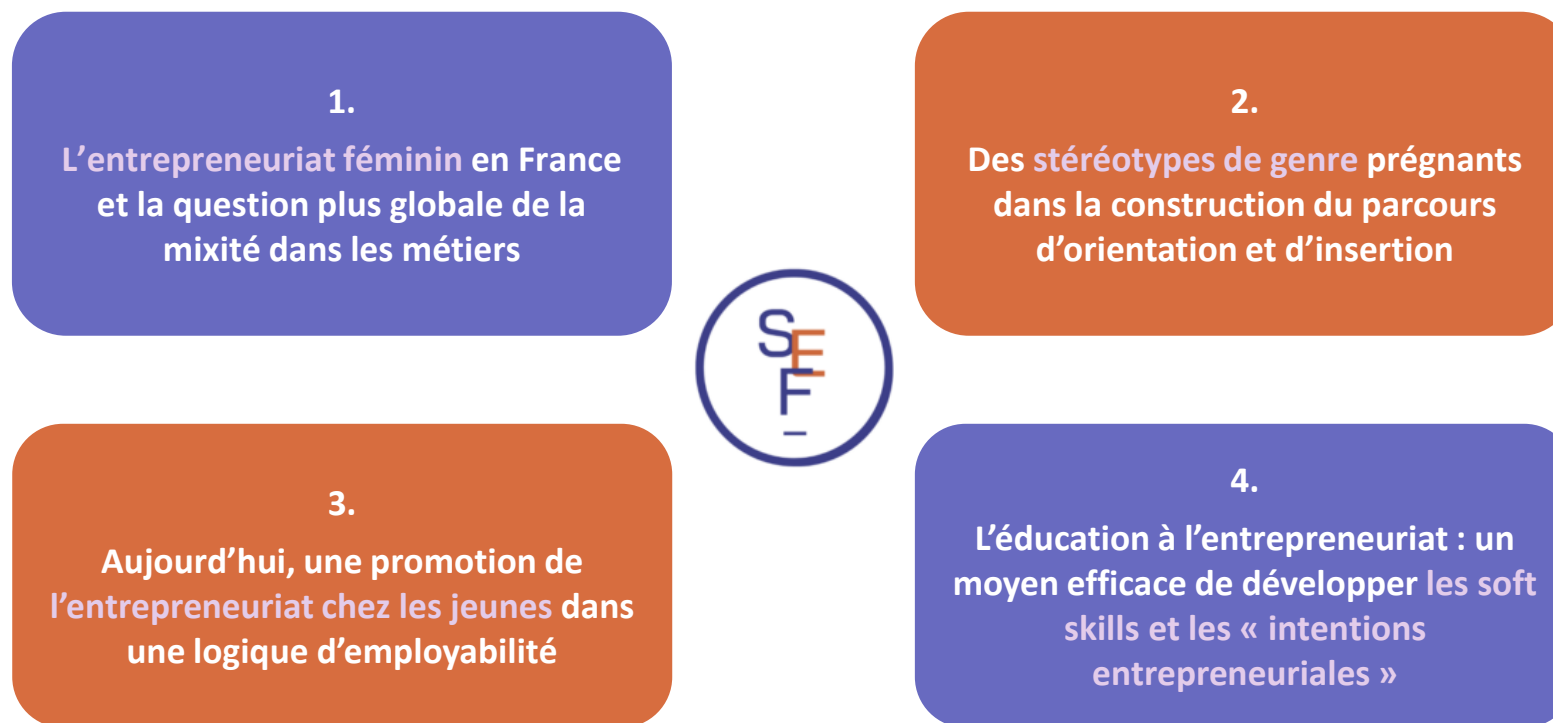 1.
L’entrepreneuriat féminin en France
et la question plus globale de la
mixité dans les métiers
2.
Des stéréotypes de genre prégnants
dans la construction du parcours
d’orientation et d’insertion
S
E
F
3.
Aujourd’hui, une promotion de
l’entrepreneuriat chez les jeunes dans
une logique d’employabilité
4.
L’éducation à l’entrepreneuriat : un
moyen efficace de développer les soft
skills et les « intentions
entrepreneuriales »